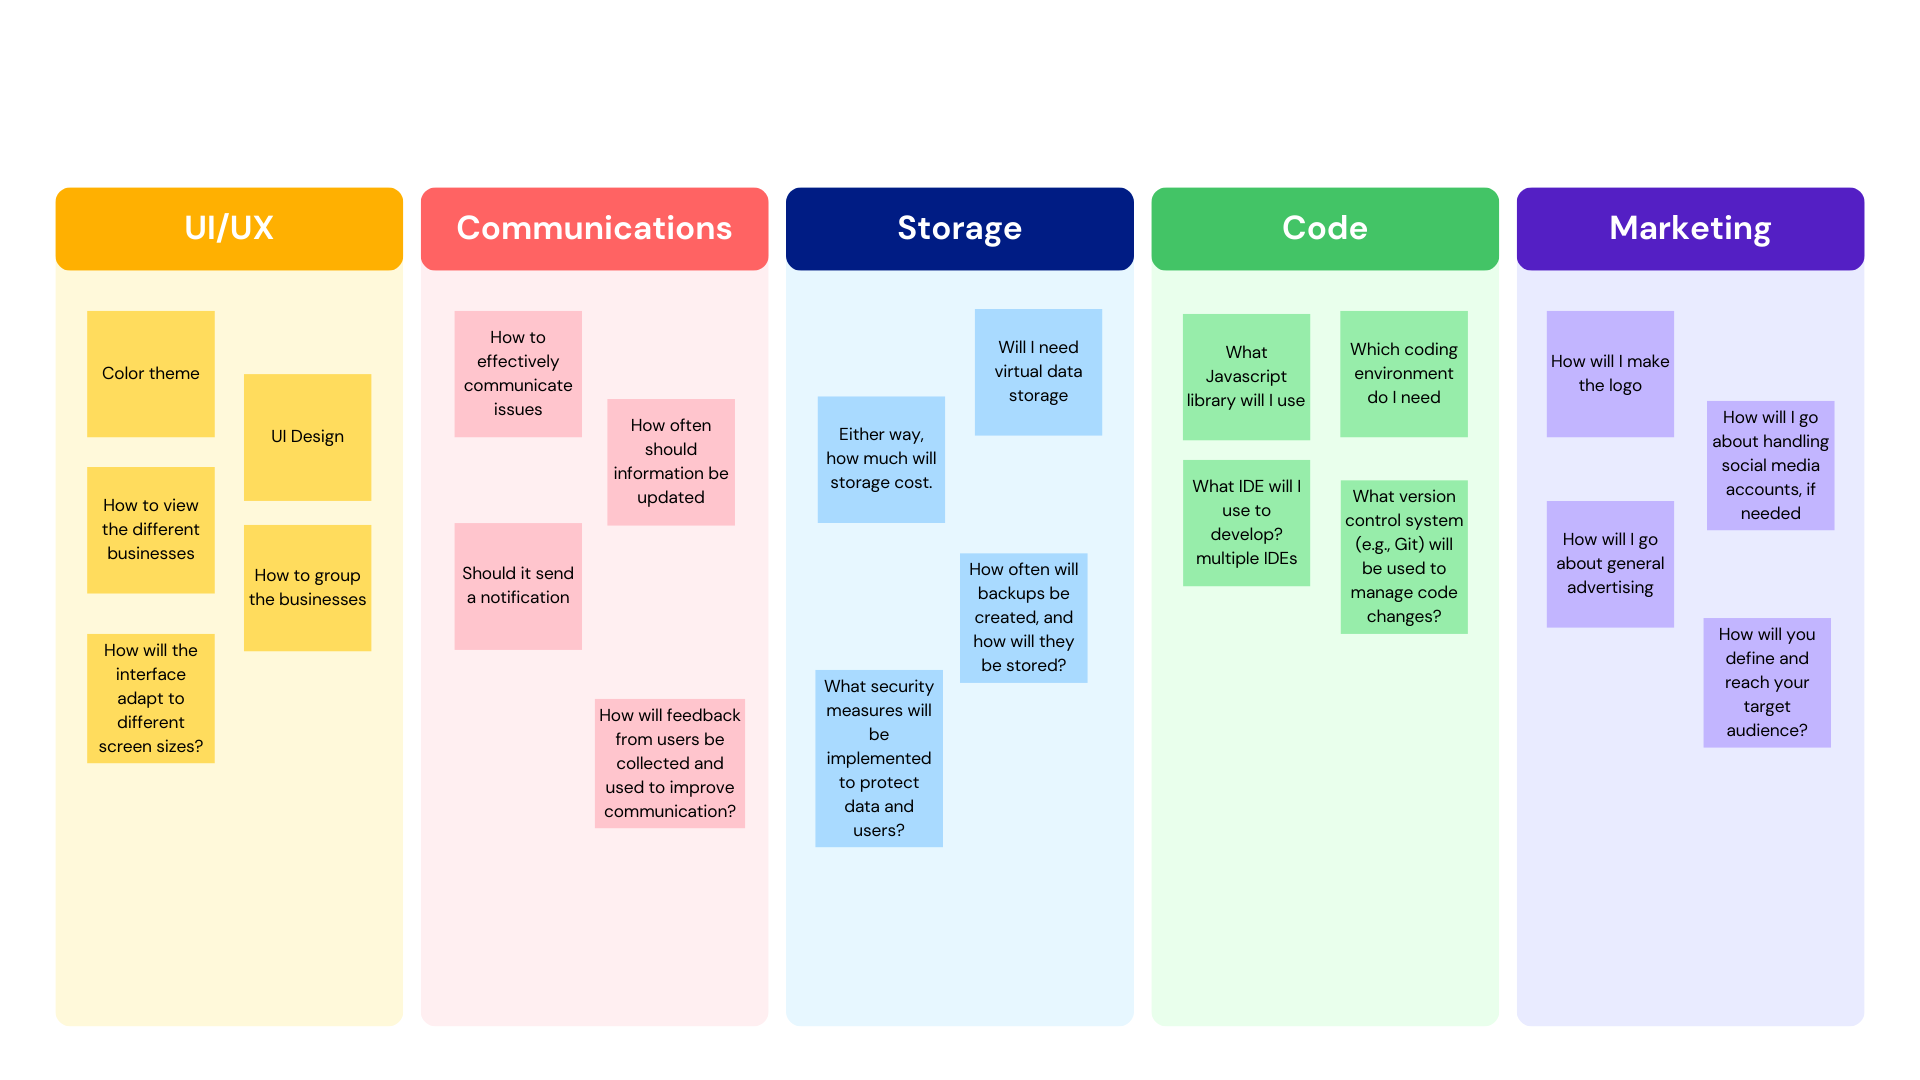 UI/UX
Color theme
UI Design
How to view
the different
businesses
How to group
the businesses
How will the
interface
adapt to
different
screen sizes?
Communications
How to
effectively
communicate
issues
How often
should
information be
updated
Should it send
a notification
How will feedback
from users be
collected and
used to improve
communication?
Storage
Will I need
virtual data
storage
Either way,
how much will
storage cost.
How often will
backups be
created, and
how will they
be stored?
What security
measures will
be
implemented
to protect
data and
users?
Code
What
Javascript
library will I use
Which coding
environment
do I need
What IDE will I
use to
develop?
multiple IDEs
What version
control system
(e.g., Git) will
be used to
manage code
changes?
Marketing
How will I make
the logo
How will I go
about handling
social media
accounts, if
needed
How will I go
about general
advertising
How will you
define and
reach your
target
audience?